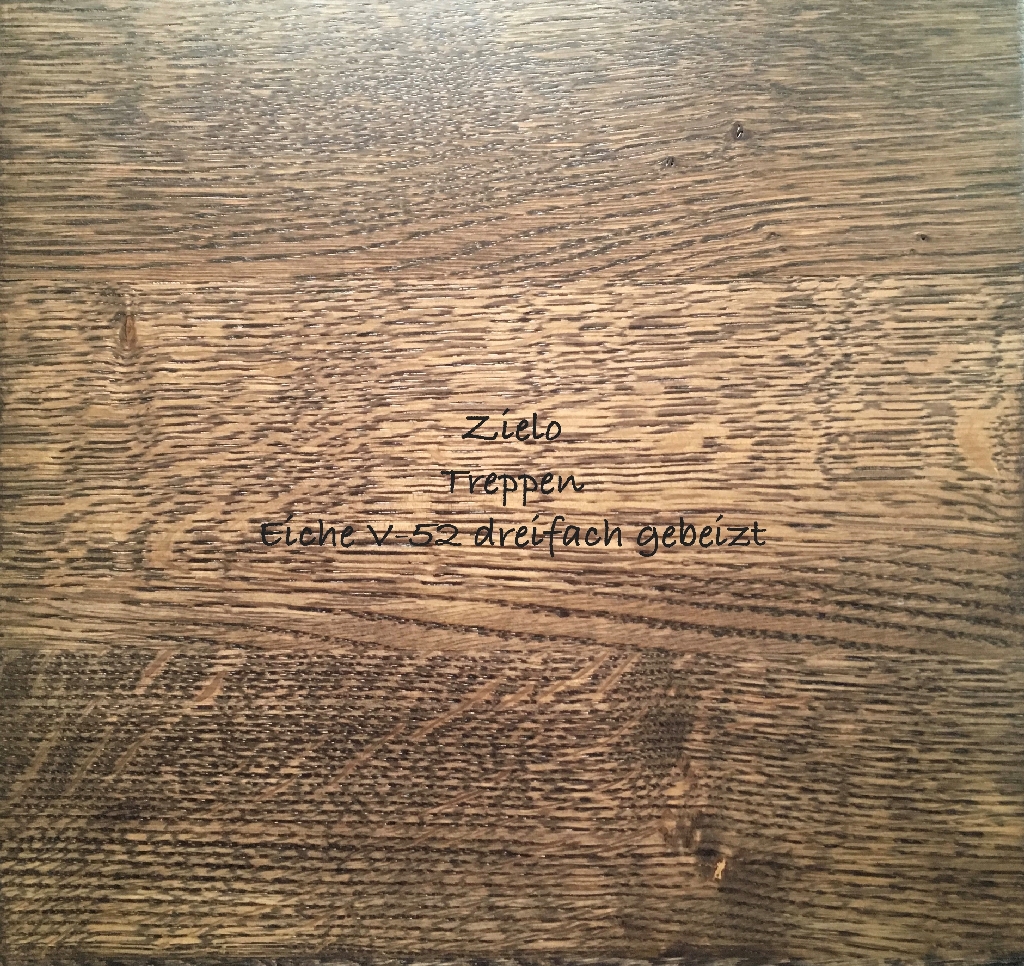 Zielo
Treppen
Eiche V-52 dreifach gebeizt